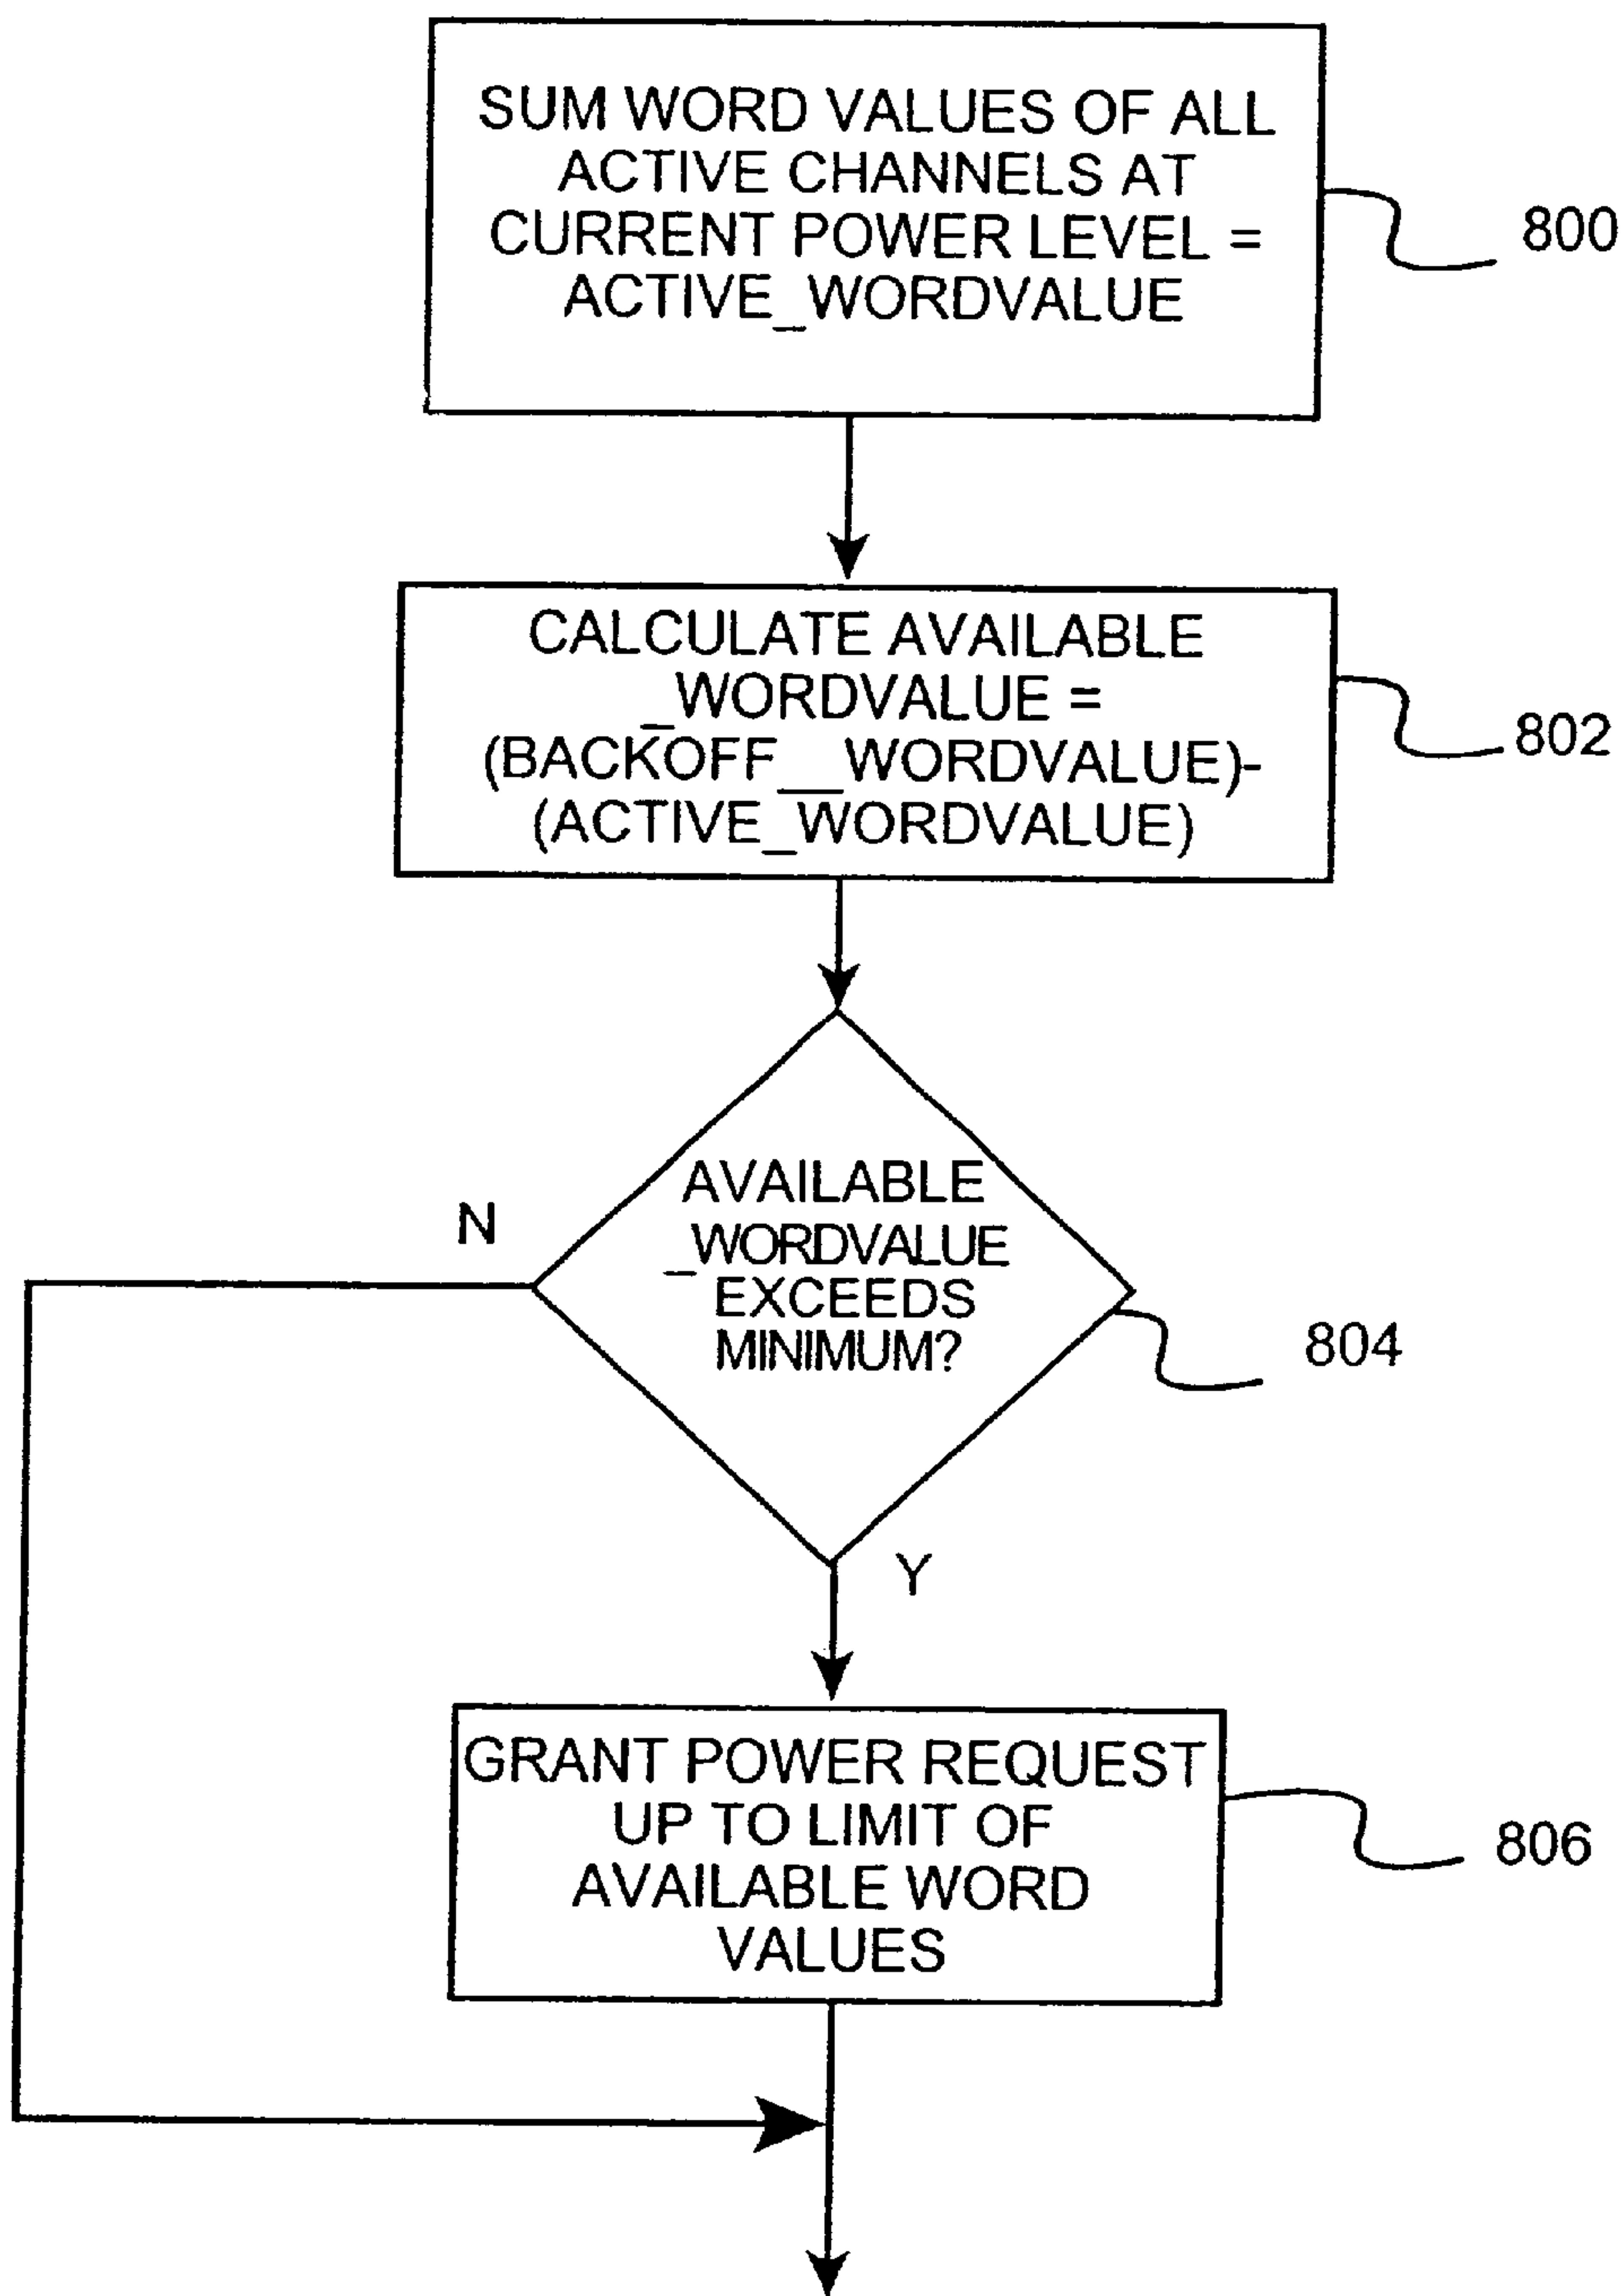 SUM WORD VALUES OF ALL
ACTIVE CHANNELS AT
CURRENT POWER LEVEL =
ACTIVE_WORDVALUE
800
CALCULATE AVAILABLE
_WORDVALUE =
(BACKOFF__WORDVALUE)-
(ACTIVE_WORDVALUE)
802
AVAILABLE
_WORDVALUE
EXCEEDS
MINIMUM?
N
804
Y
GRANT POWER REQUEST
UP TO LIMIT OF
AVAILABLE WORD
VALUES
806